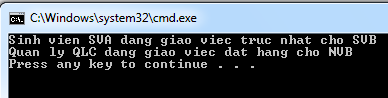 C:\Windows\system32\cmd.exe
Sinh vien SVA dang giao viec truc nhat cho SVB
Quan ly QLC dang giao viec dat hang cho NVB
Press any key to continue . . .